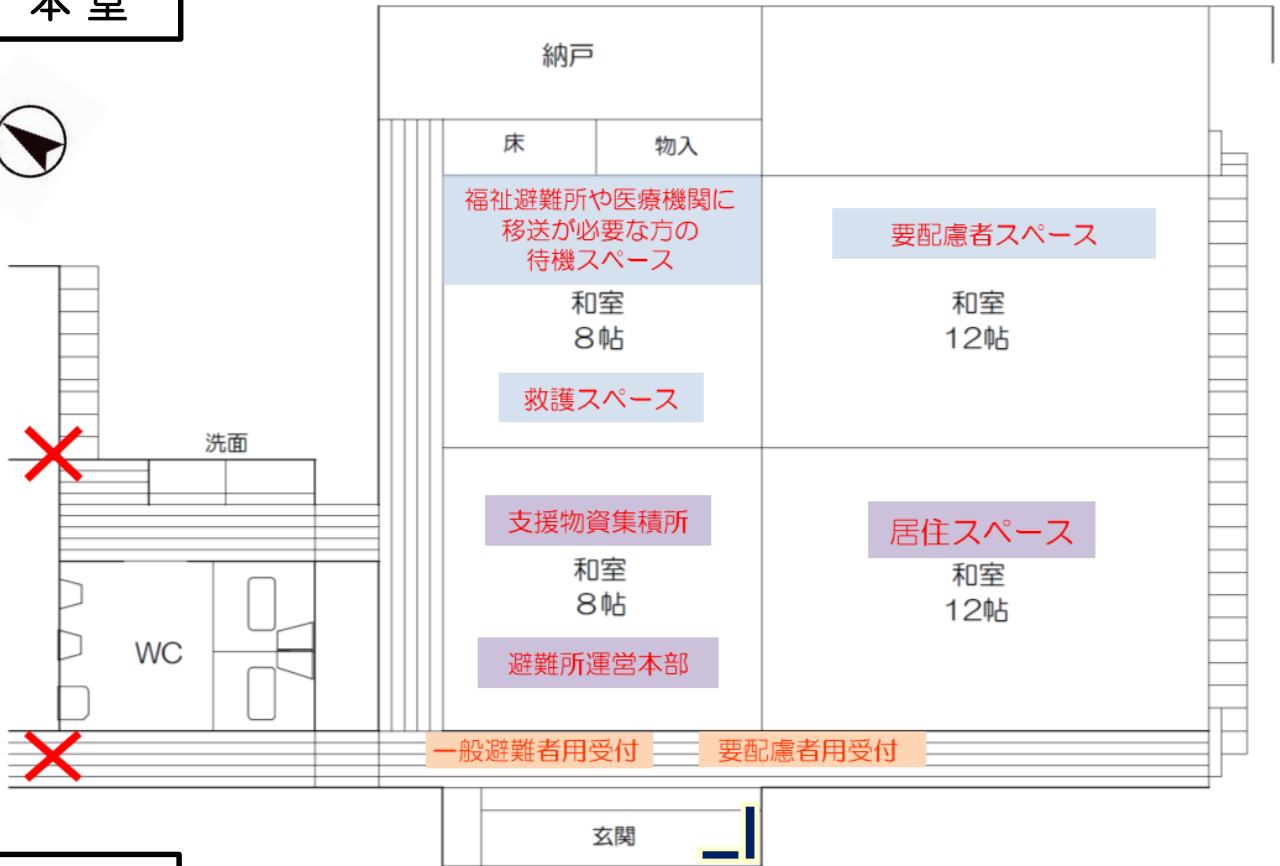 本堂
納戸
床
物入
福祉避難所や医療機関に
移送が必要な方の
待機スペース
和室
8帖
救護スペース
要配慮者スペース
和室
12帖
洗面
WC
支援物資集積所
和室
8帖
避難所運営本部
居住スペース
和室
12帖
一般避難者用受付
要配慮者用受付
玄関